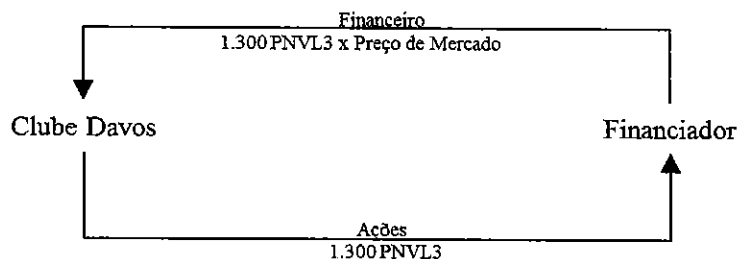 Financeiro
1.300 PNVL3 x Preço de Mercado
Clube Davos
Financiador
Ações
1.300 PNVL3